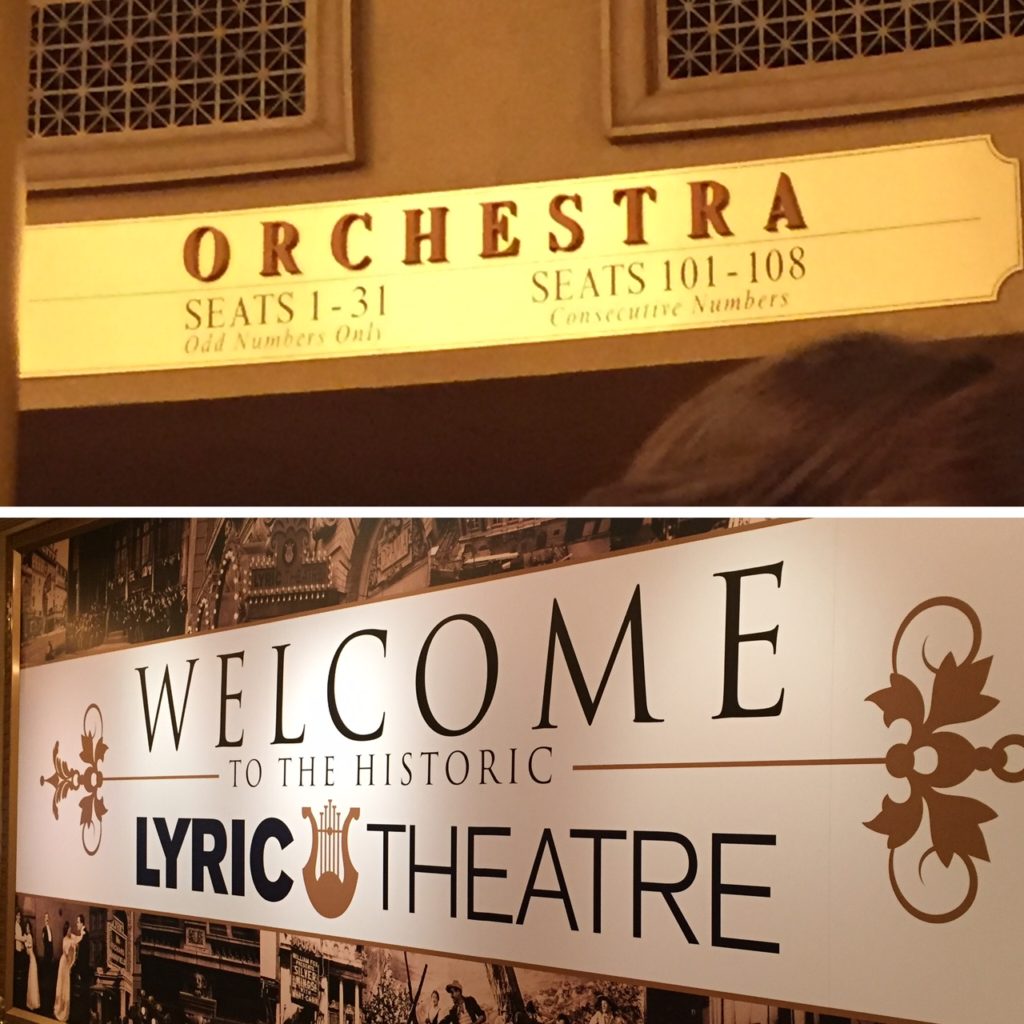 ORCHESTRA
SEATS 1-31
Odd Numbers Only
SEATS 101-108
Consecutive Numbers
WELCOME
TO THE HISTORIC
LYRIC THEATRE